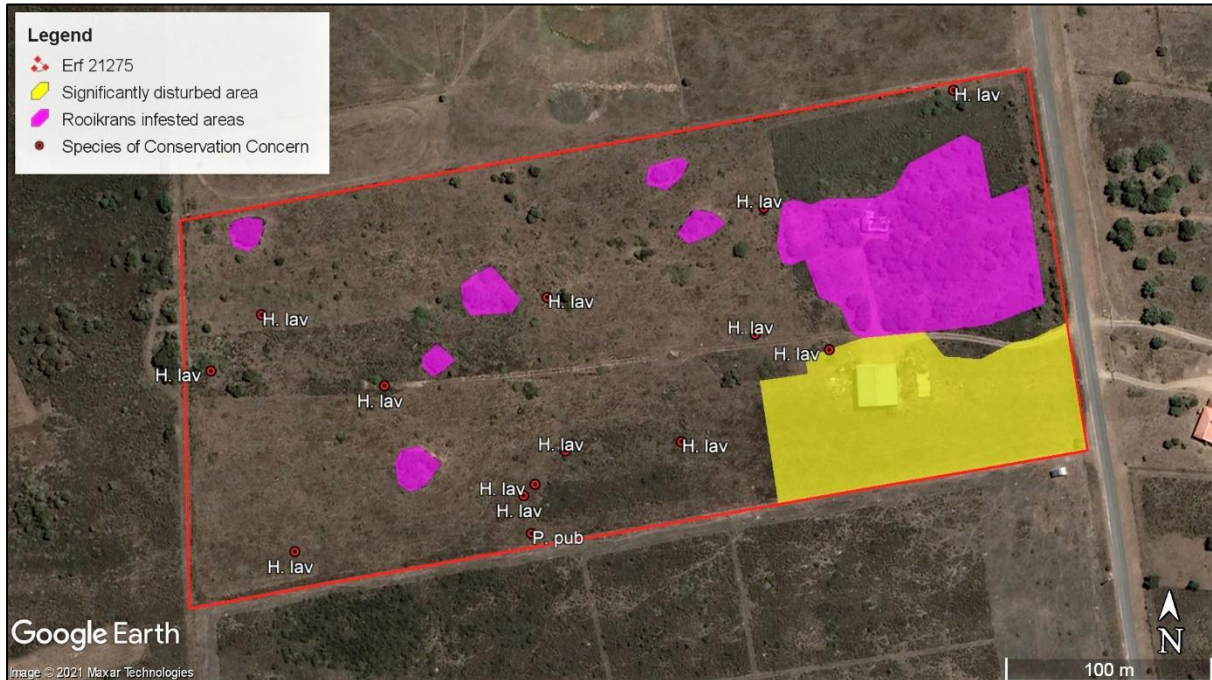 Legend
Erf 21275
Significantly disturbed area
Rooikrans infested areas
Species of Conservation Concern
H. lav
H. lav
H. lav
H. lav
H. lav
H. lav
H. lav
H. lav
H. lav
H. lav
H. lav
H. lav
P. pub
H. lav
Google Earth
Image © 2021 Maxar Technologies
N
100 m